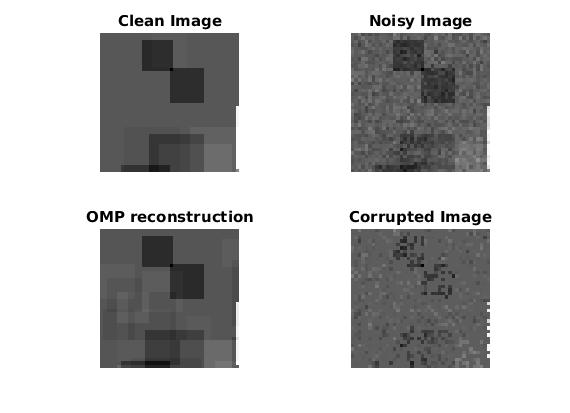 Clean Image
Noisy Image
OMP reconstruction
Corrupted Image